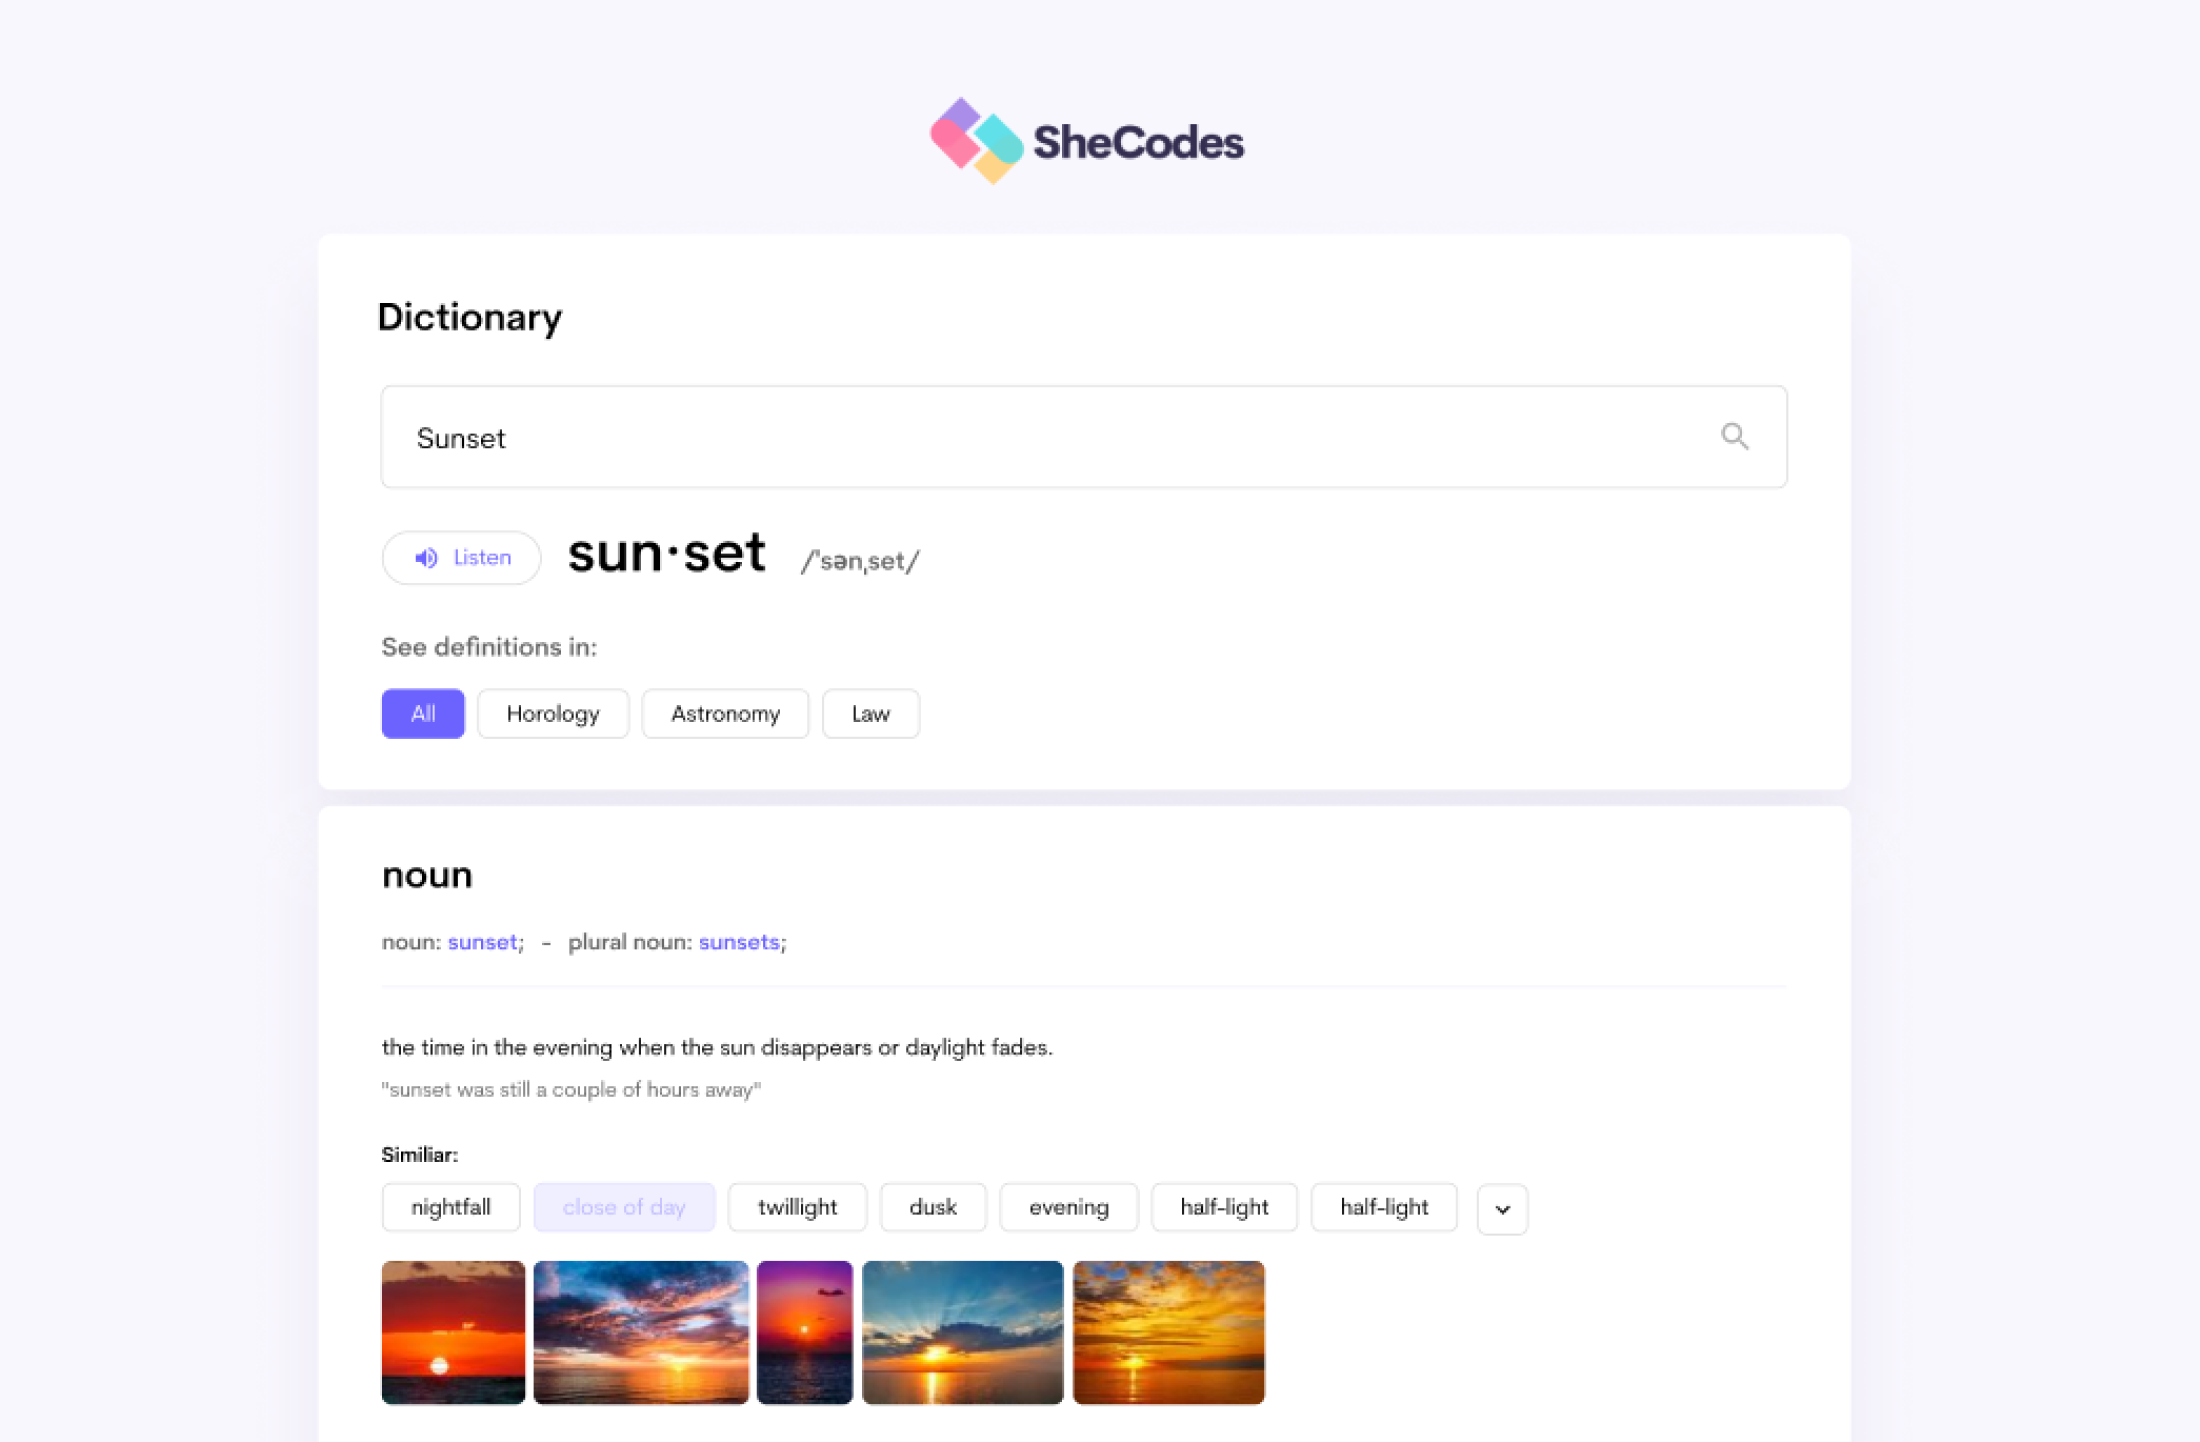 SheCodes
Dictionary
Sunset
Listen sun·set /ˈsənˌset/
See definitions in:
All Horology Astronomy Law
noun
noun: sunset; - plural noun: sunsets;
the time in the evening when the sun disappears or daylight fades.
"sunset was still a couple of hours away"
Similiar:
nightfall close of day twillight dusk evening half-light half-light